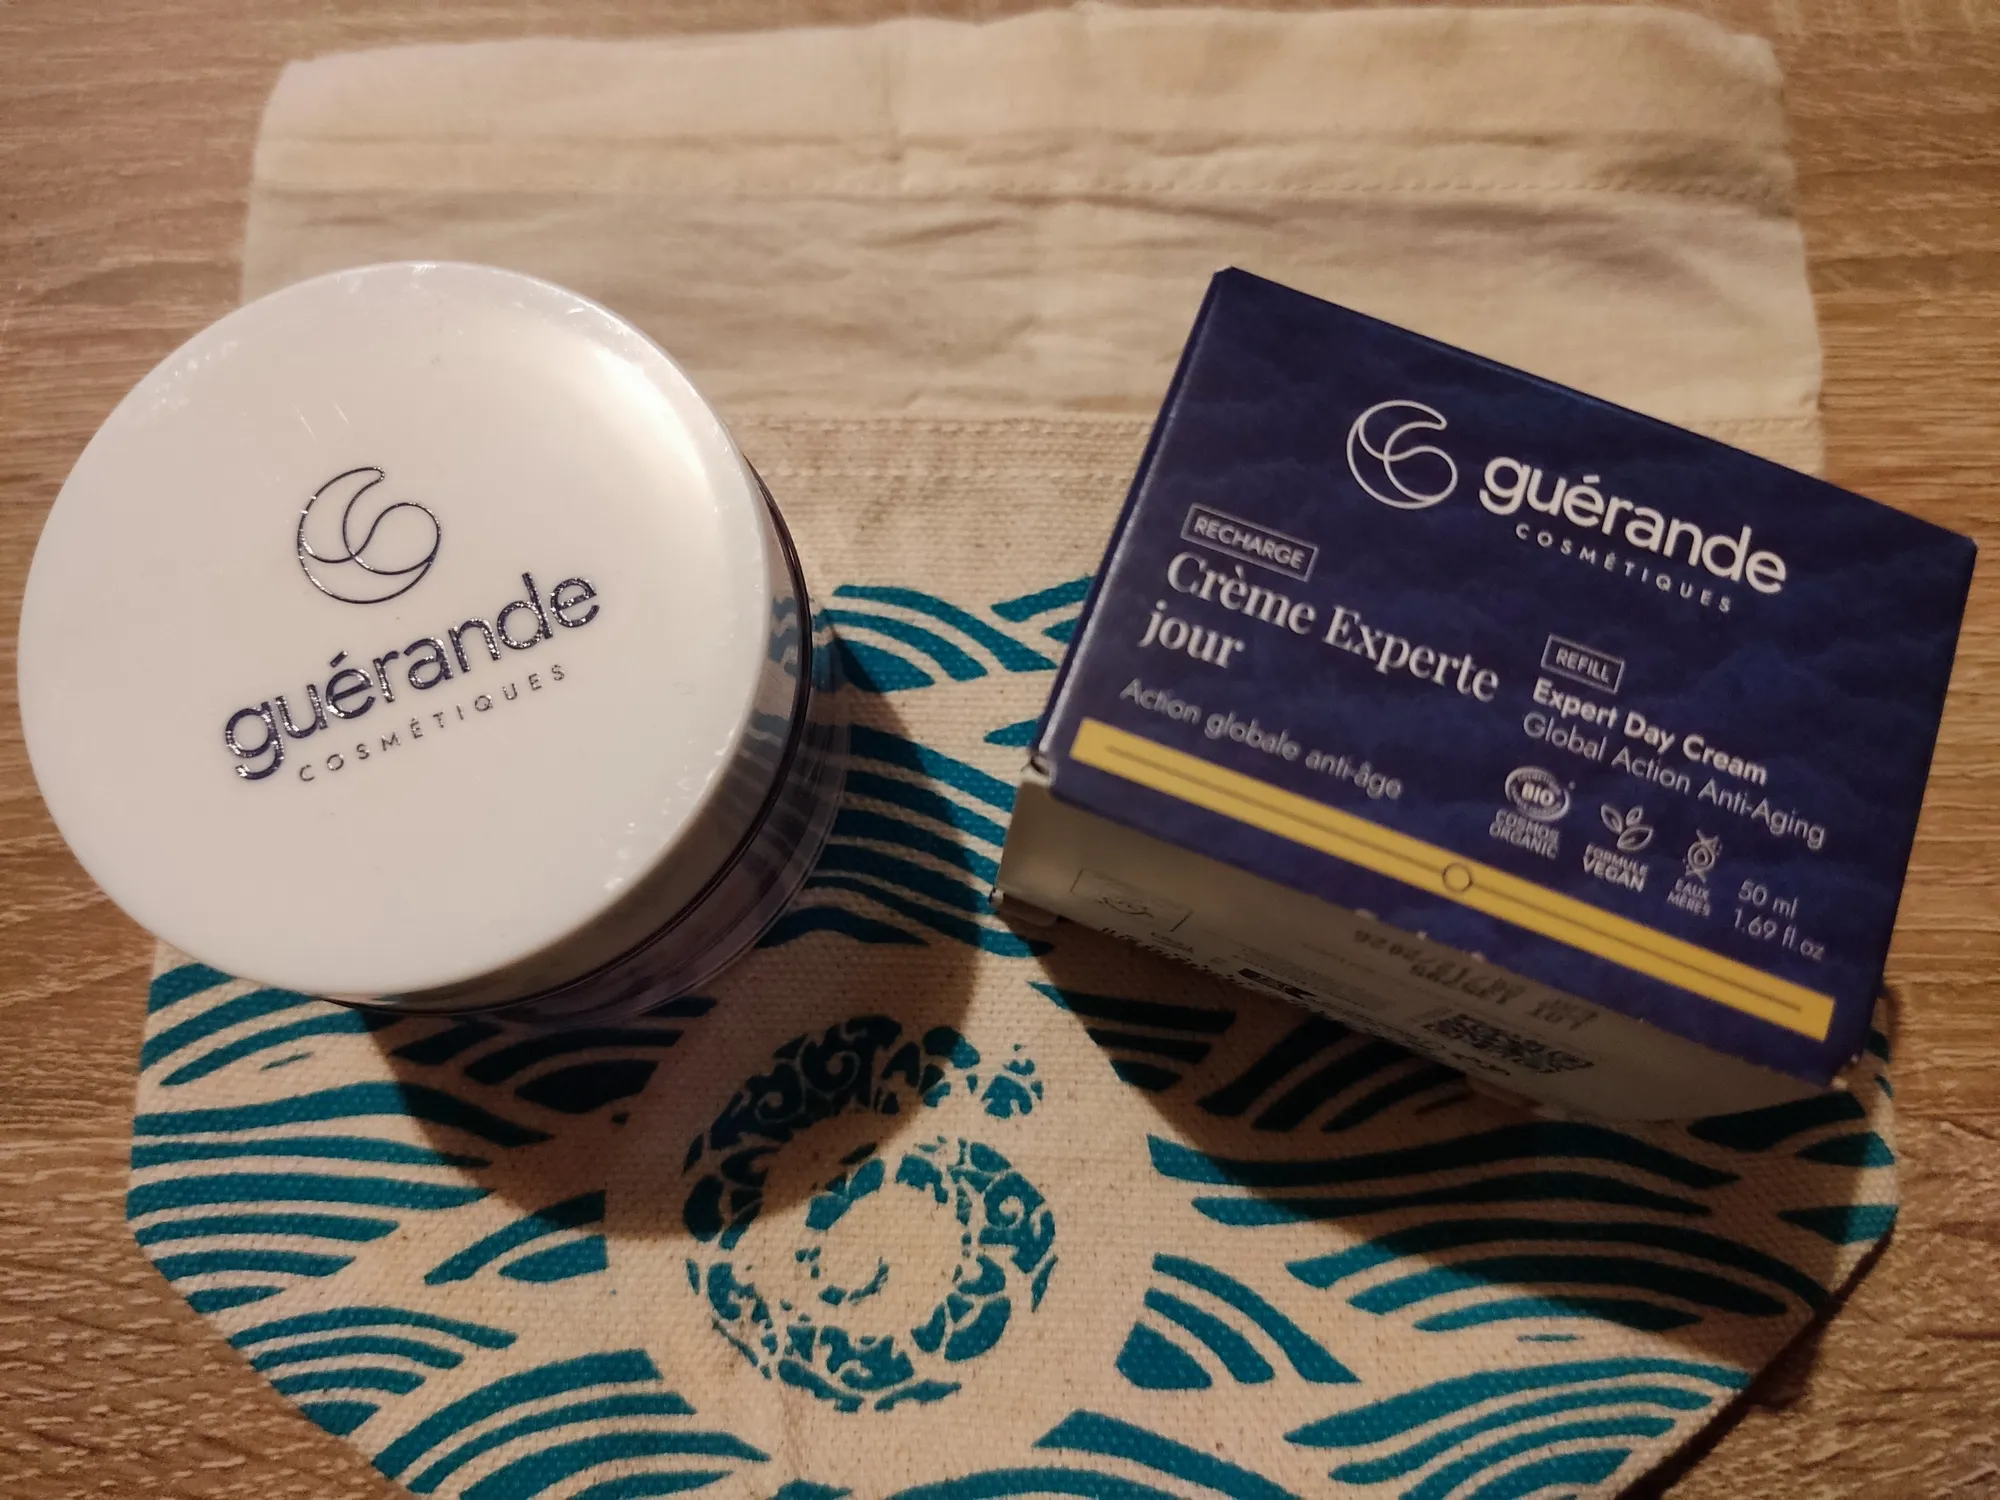 guérande
COSMÉTIQUES
guérande
COSMÉTIQUES
RECHARGE
Crème Experte
jour
Action globale anti-âge
REFILL
Expert Day Cream
Global Action Anti-Aging
COSMOS
ORGANIC
BIO
FORMULE
VEGAN
EAUX
MÈRES
50 ml
1.69 fl.oz